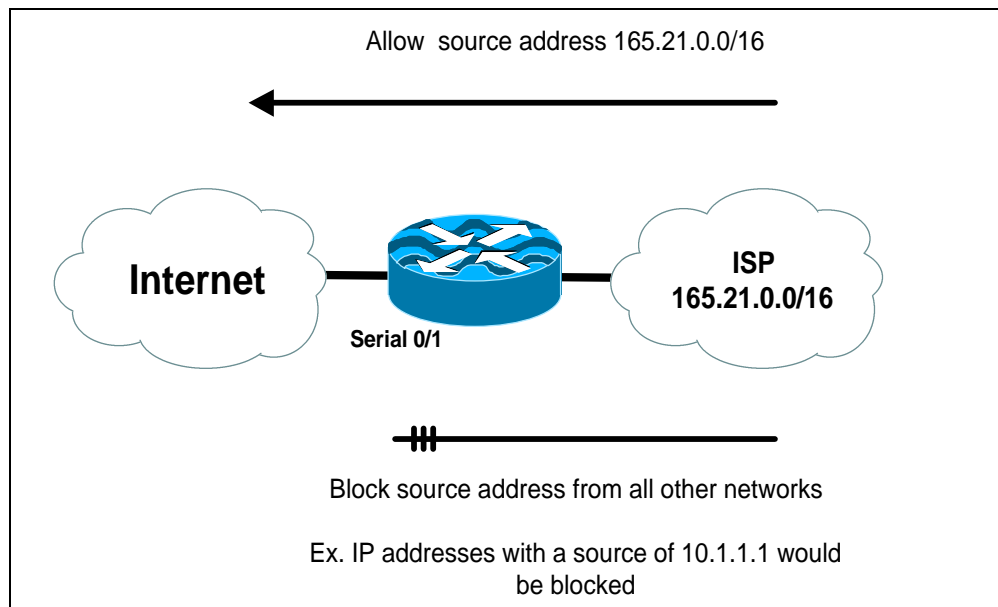 Allow source address 165.21.0.0/16
Internet
ISP
165.21.0.0/16
Serial 0/1
Block source address from all other networks
Ex. IP addresses with a source of 10.1.1.1 would
be blocked